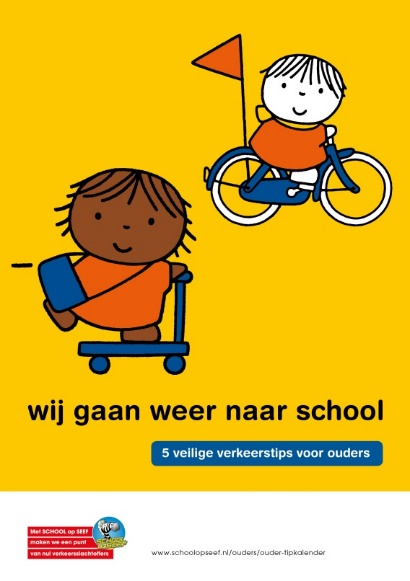 wij gaan weer naar school
5 veilige verkeerstips voor ouders
Met SCHOOL op SEEF
maken we een punt
van nul verkeersslachtoffers
www.schoolopseef.nl/ouders/ouder-tipkalender